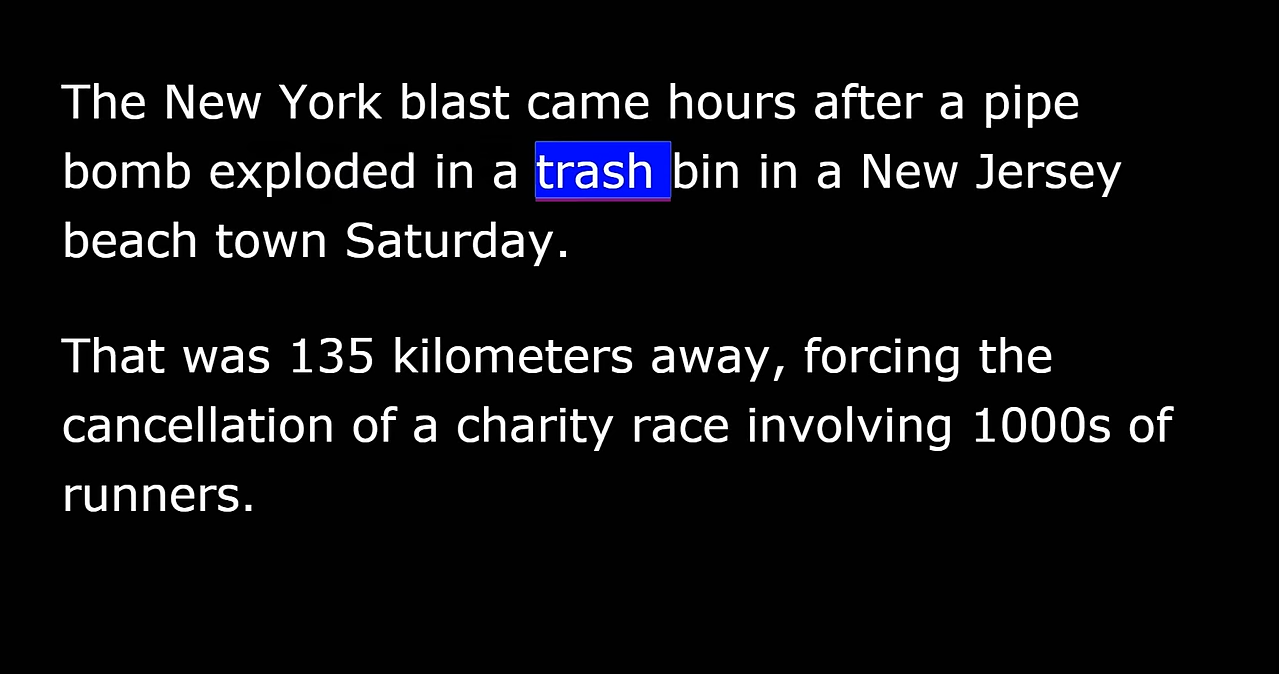 The New York blast came hours after a pipe
bomb exploded in a trash bin in a New Jersey
beach town Saturday.
That was 135 kilometers away, forcing the
cancellation of a charity race involving 1000s of
runners.